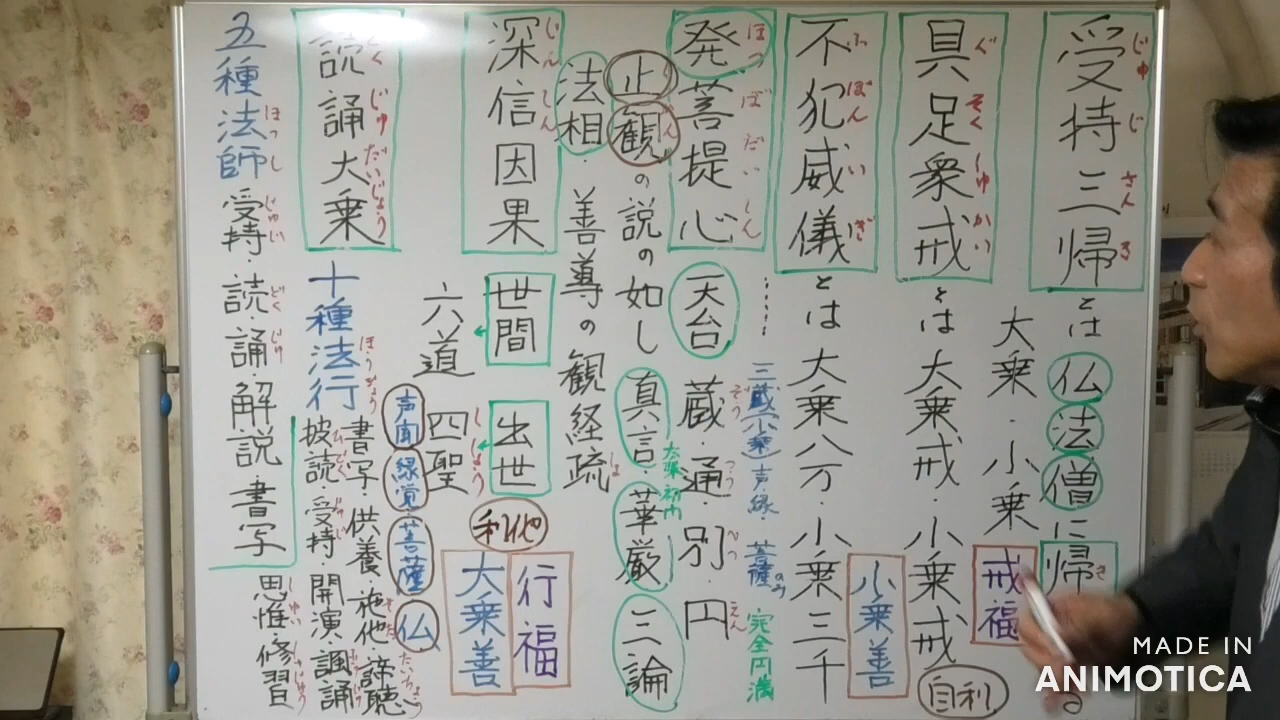 受持三帰とは仏法僧に帰
大乗・小乗
戒福
具足衆戒とは大乗戒・小乗戒
自利
不犯威儀とは大乗八万・小乗三千
小乗善
発菩提心
天台 蔵・通・別・円
三蔵(小乗)声縁・菩薩
完全円満
止観の説の如し 真言・華厳 三論
大乗初門
法相・善導の観経疏
深信因果 世間 出世
利他
行福
大乗善
六道 四聖
声聞 縁覚 菩薩 仏
読誦大乗
十種法行 書写・供養・施他・諦聴
披読・受持・開演・諷誦
思惟・修習
五種法師 受持・読誦・解説・書写
MADE IN
ANIMOTICA